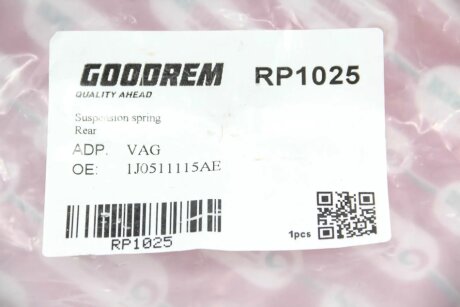 GOODREM
RP1025
QUALITY AHEAD
Suspension spring
Rear
ADP. VAG
OE: 1J0511115AE
RP1025
1pcs